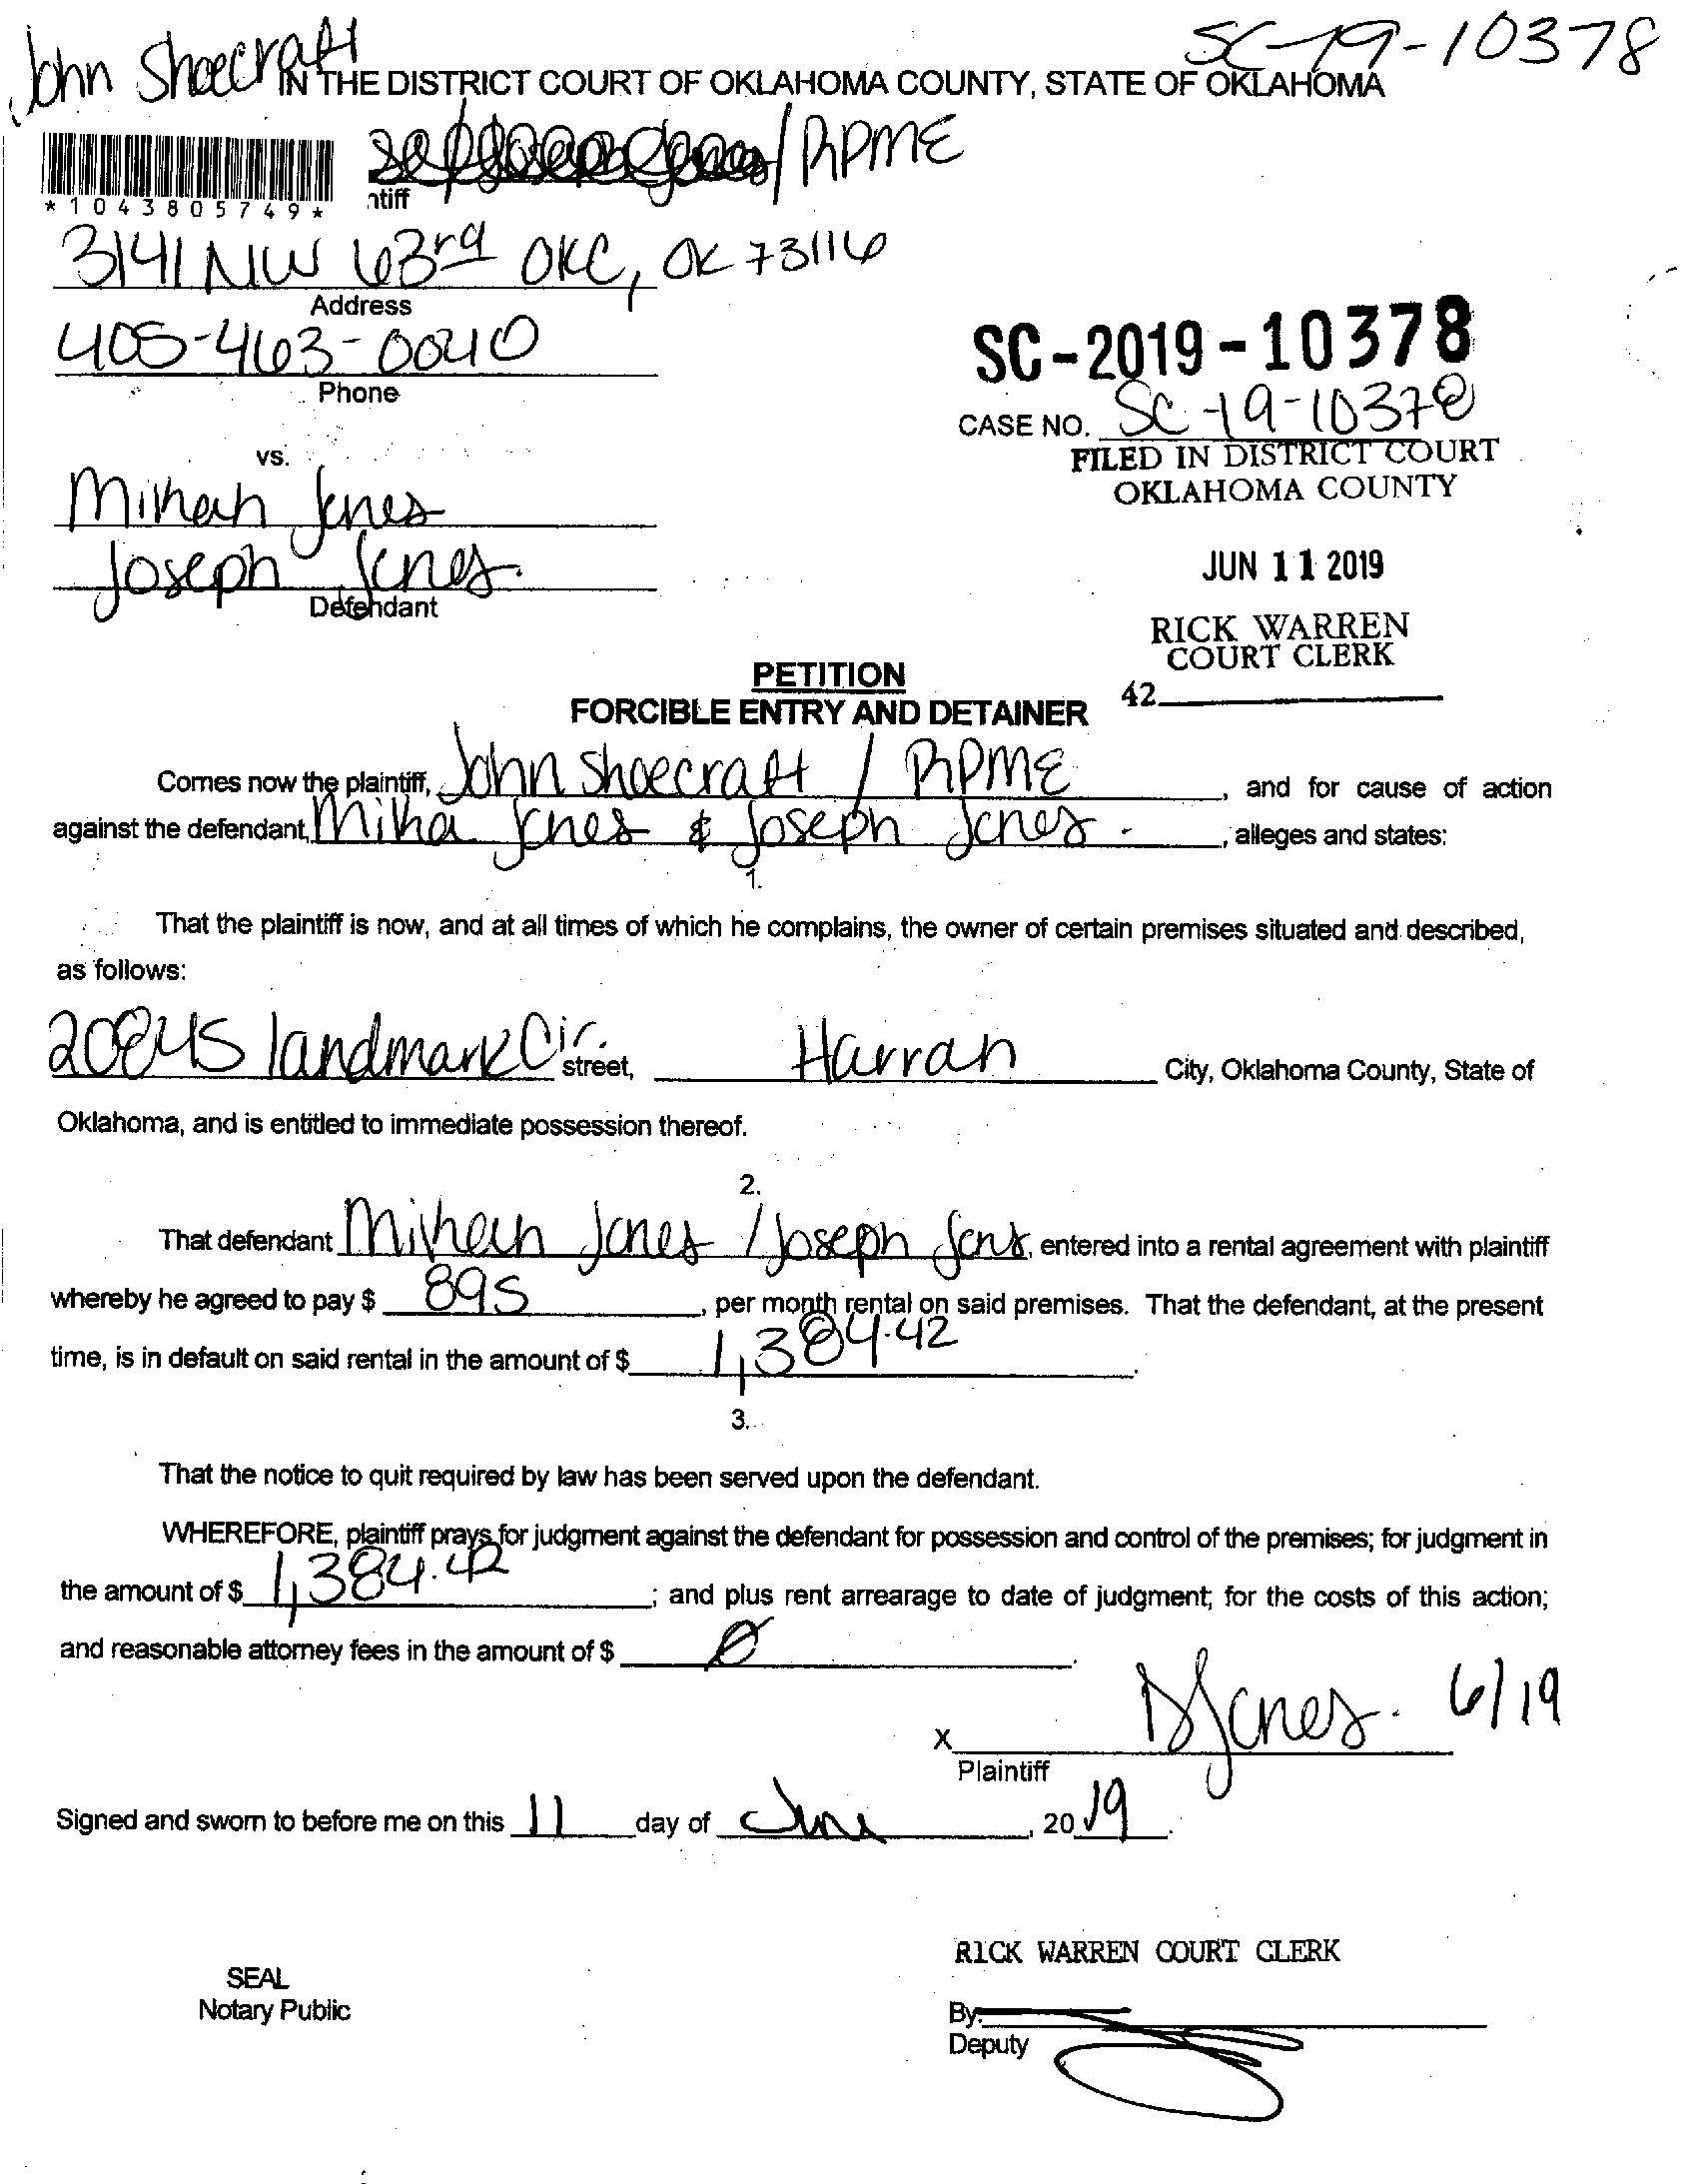 John Shoecraft
SC-19-10378
IN THE DISTRICT COURT OF OKLAHOMA COUNTY, STATE OF OKLAHOMA
/ RPME
*1043805749*
ntiff
3141 NW 63rd OKC, OK 73116
Address
405-463-0040
Phone
SC-2019-10378
CASE NO. SC-19-10378
FILED IN DISTRICT COURT
OKLAHOMA COUNTY
JUN 11 2019
RICK WARREN
COURT CLERK
42
vs.
Jones
Joseph Jones
Defendant
PETITION
FORCIBLE ENTRY AND DETAINER
Comes now the plaintiff, John Shoecraft / RPME, and for cause of action
against the defendant, Miha Jones & Joseph Jones, alleges and states:
1.
That the plaintiff is now, and at all times of which he complains, the owner of certain premises situated and described,
as follows:
landmark Cir. street, Harrah City, Oklahoma County, State of
Oklahoma, and is entitled to immediate possession thereof.
2.
That defendant Jones / Joseph Jones, entered into a rental agreement with plaintiff
whereby he agreed to pay $ 895, per month rental on said premises. That the defendant, at the present
time, is in default on said rental in the amount of $ 1,384.42.
3.
That the notice to quit required by law has been served upon the defendant.
WHEREFORE, plaintiff prays for judgment against the defendant for possession and control of the premises; for judgment in
the amount of $ 1,384.42; and plus rent arrearage to date of judgment; for the costs of this action;
and reasonable attorney fees in the amount of $ Ø.
x DJones. 6/19
Plaintiff
Signed and sworn to before me on this 11 day of June, 2019.
RICK WARREN COURT CLERK
SEAL
Notary Public
By:
Deputy